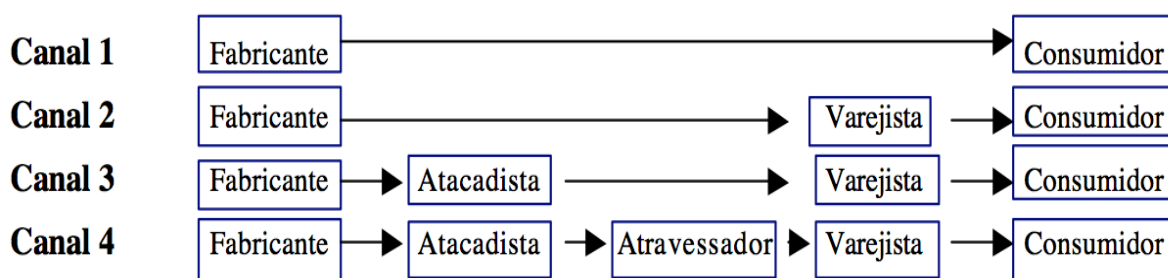 Canal 1 Fabricante Consumidor
Canal 2 Fabricante Varejista Consumidor
Canal 3 Fabricante Atacadista Varejista Consumidor
Canal 4 Fabricante Atacadista Atravessador Varejista Consumidor